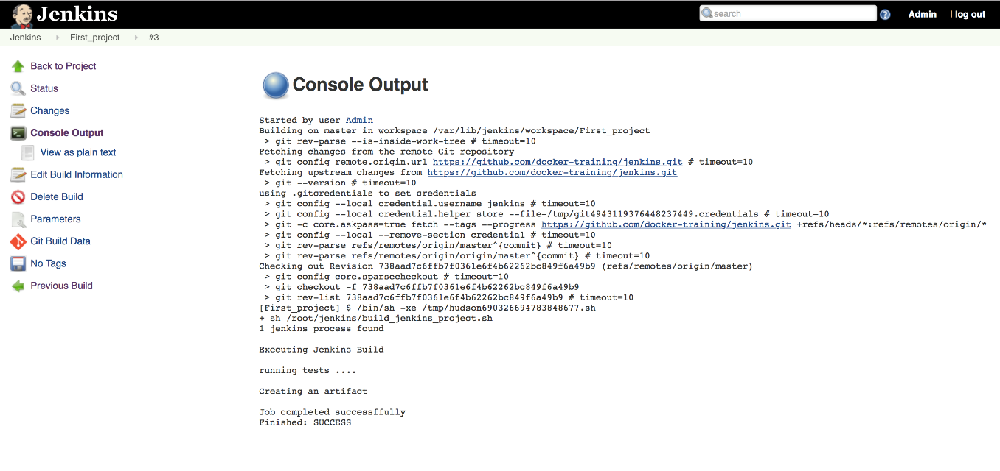 Jenkins
search
?
Admin
| log out
Jenkins
First_project
#3
Back to Project
Status
Changes
Console Output
View as plain text
Edit Build Information
Delete Build
Parameters
Git Build Data
No Tags
Previous Build
Console Output
Started by user Admin
Building on master in workspace /var/lib/jenkins/workspace/First_project
> git rev-parse --is-inside-work-tree # timeout=10
Fetching changes from the remote Git repository
> git config remote.origin.url https://github.com/docker-training/jenkins.git # timeout=10
Fetching upstream changes from https://github.com/docker-training/jenkins.git
> git --version # timeout=10
using .gitcredentials to set credentials
> git config --local credential.username jenkins # timeout=10
> git config --local credential.helper store --file=/tmp/git4943119376448237449.credentials # timeout=10
> git -c core.askpass=true fetch --tags --progress https://github.com/docker-training/jenkins.git +refs/heads/*:refs/remotes/origin/*
> git config --local --remove-section credential # timeout=10
> git rev-parse refs/remotes/origin/master^{commit} # timeout=10
> git rev-parse refs/remotes/origin/origin/master^{commit} # timeout=10
Checking out Revision 738aad7c6ffb7f0361e6f4b62262bc849f6a49b9 (refs/remotes/origin/master)
> git config core.sparsecheckout # timeout=10
> git checkout -f 738aad7c6ffb7f0361e6f4b62262bc849f6a49b9
> git rev-list 738aad7c6ffb7f0361e6f4b62262bc849f6a49b9 # timeout=10
[First_project] $ /bin/sh -xe /tmp/hudson690326694783848677.sh
+ sh /root/jenkins/build_jenkins_project.sh
1 jenkins process found
Executing Jenkins Build
running tests ....
Creating an artifact
Job completed successffully
Finished: SUCCESS